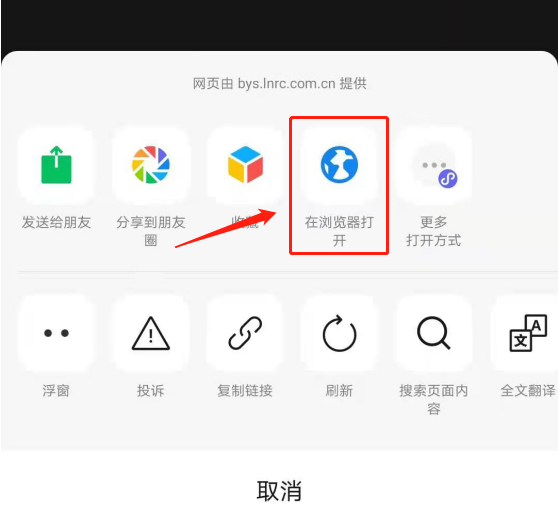 网页由 bys.lnrc.com.cn 提供
发送给朋友
分享到朋友
圈
收藏
在浏览器打
开
更多
打开方式
浮窗
投诉
复制链接
刷新
搜索页面内
容
全文翻译
取消